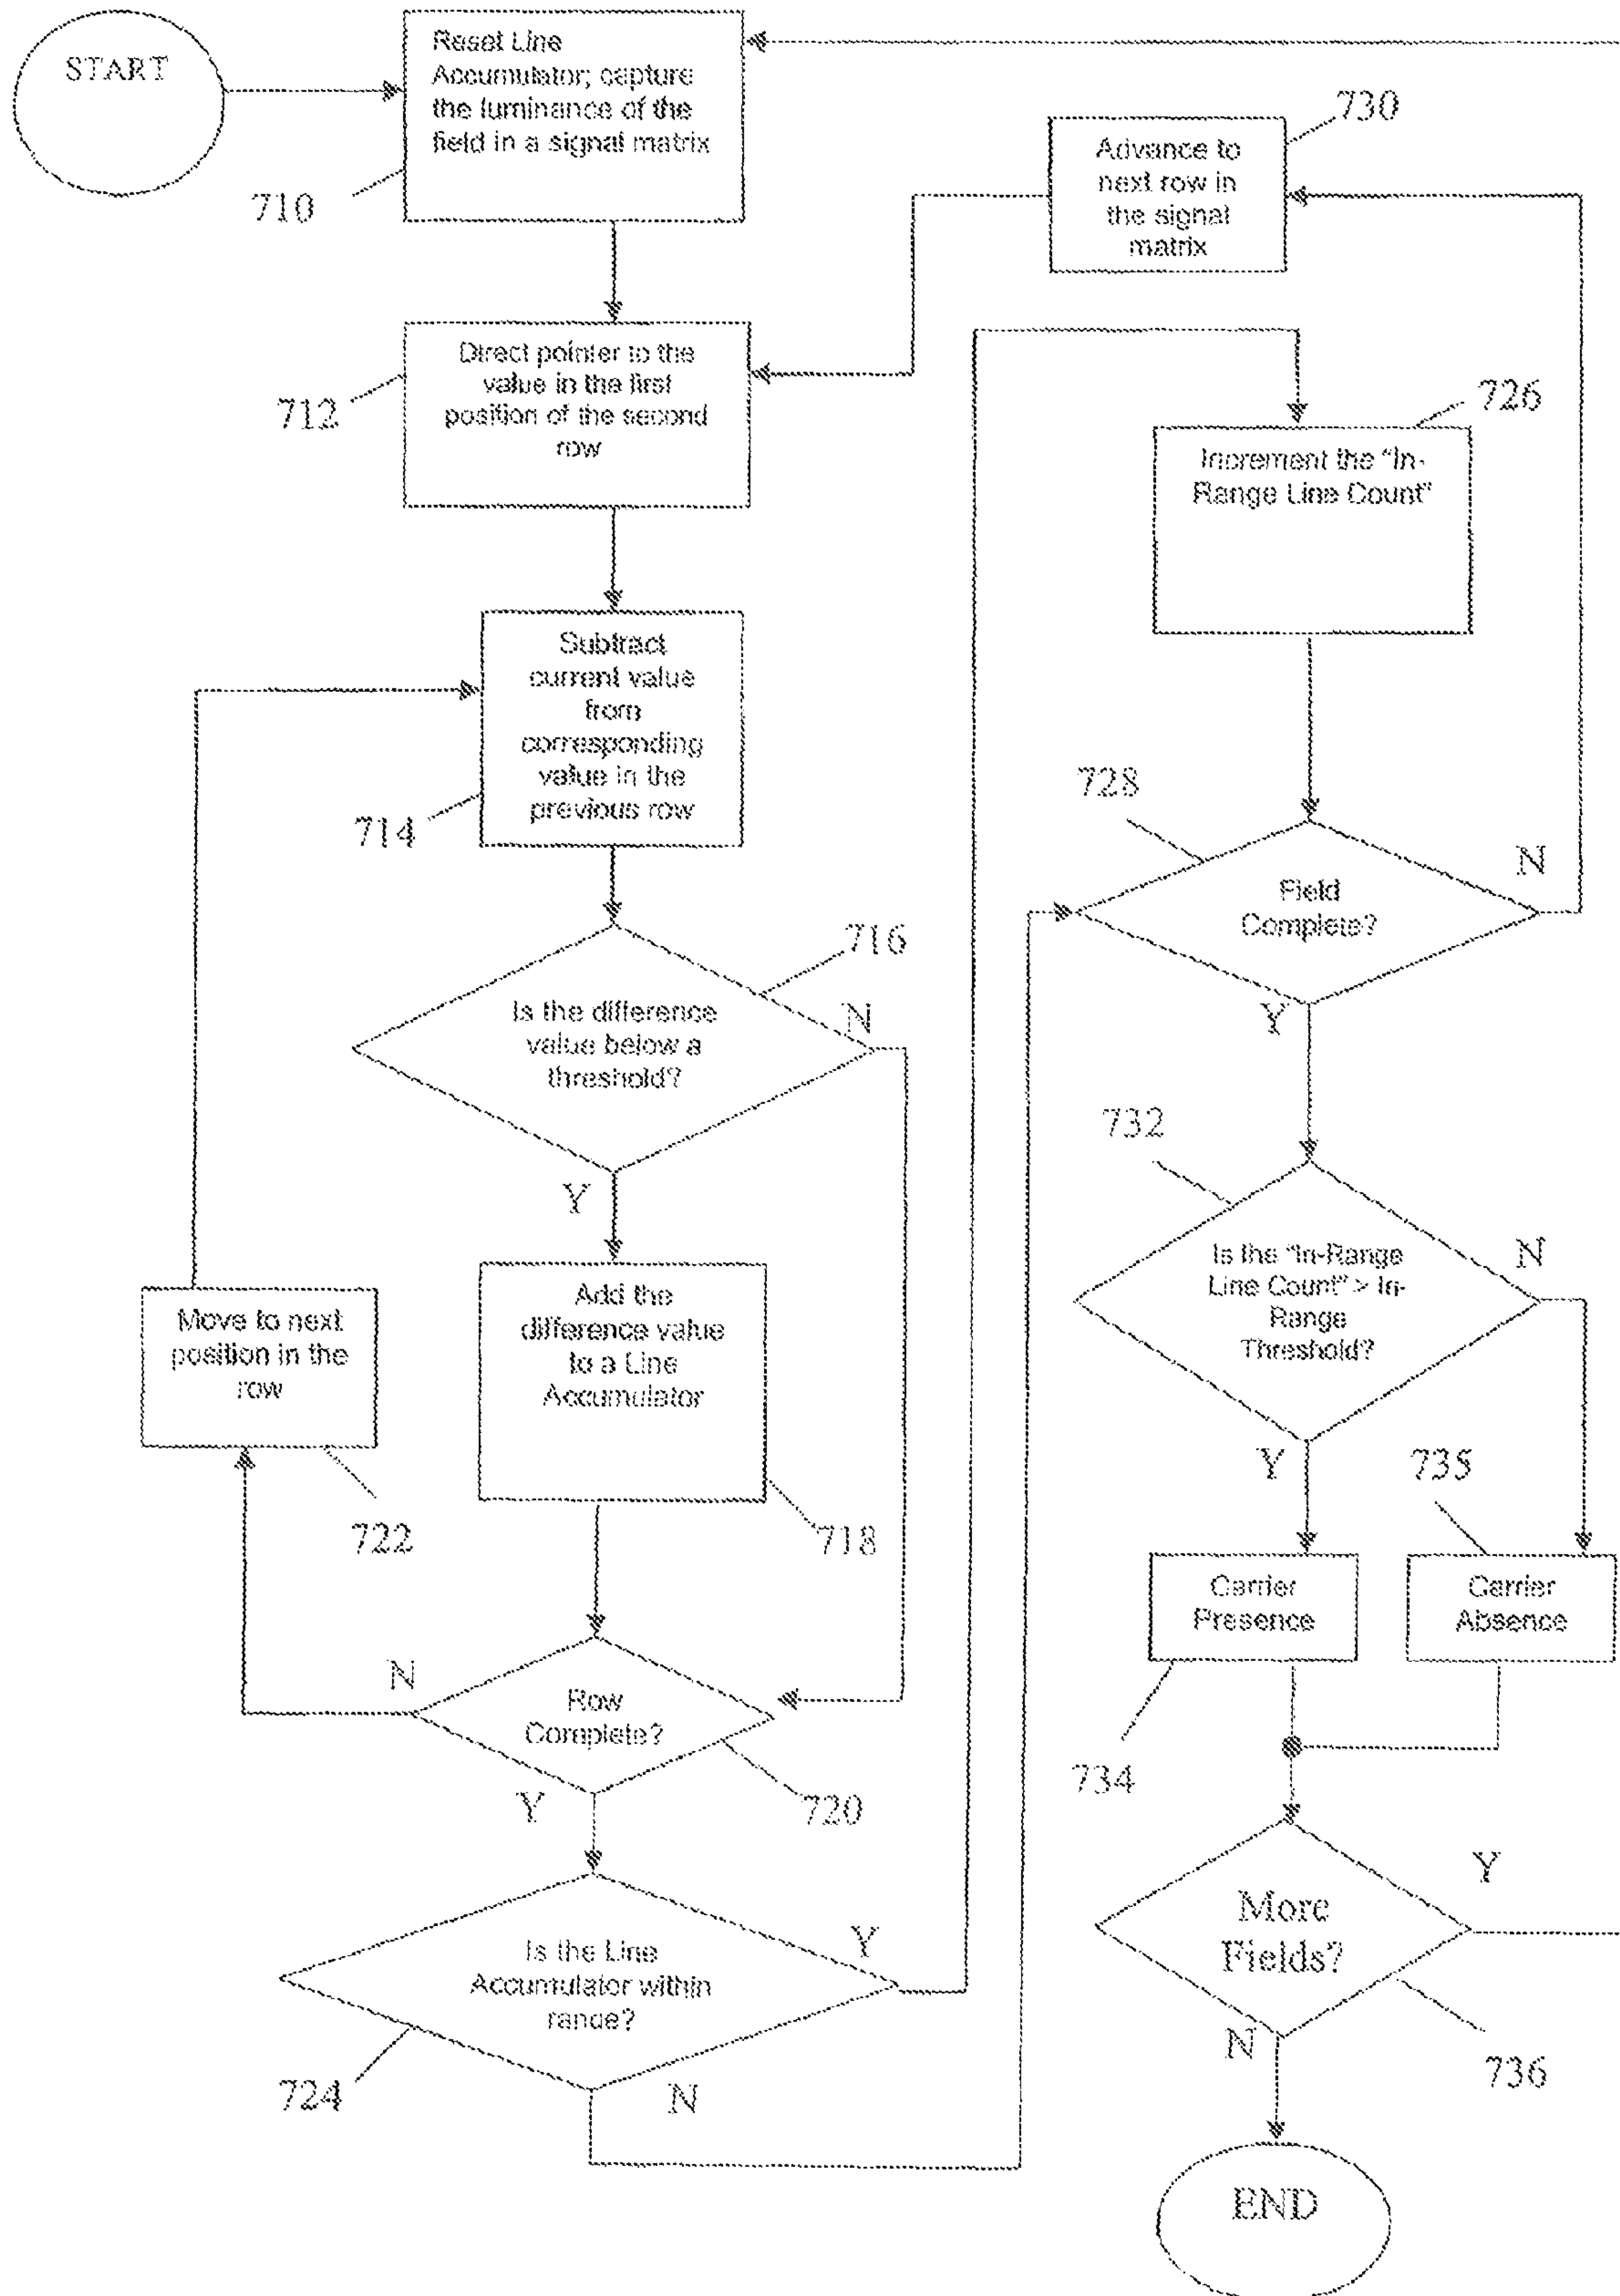 START
Reset Line
Accumulator; capture
the luminance of the
field in a signal matrix
710
730
Advance to
next row in
the signal
matrix
Direct pointer to the
value in the first
position of the second
row
712
726
Increment the "In-
Range Line Count"
Subtract
current value
from
corresponding
value in the
previous row
714
728
Field
Complete?
N
Y
716
Is the difference
value below a
threshold?
N
Y
732
Is the "In-Range
Line Count" > In-
Range
Threshold?
N
Y
Add the
difference value
to a Line
Accumulator
718
Move to next
position in the
row
722
735
Carrier
Presence
Carrier
Absence
734
N
Row
Complete?
Y
720
Is the Line
Accumulator within
range?
Y
724
N
More
Fields?
Y
N
736
END